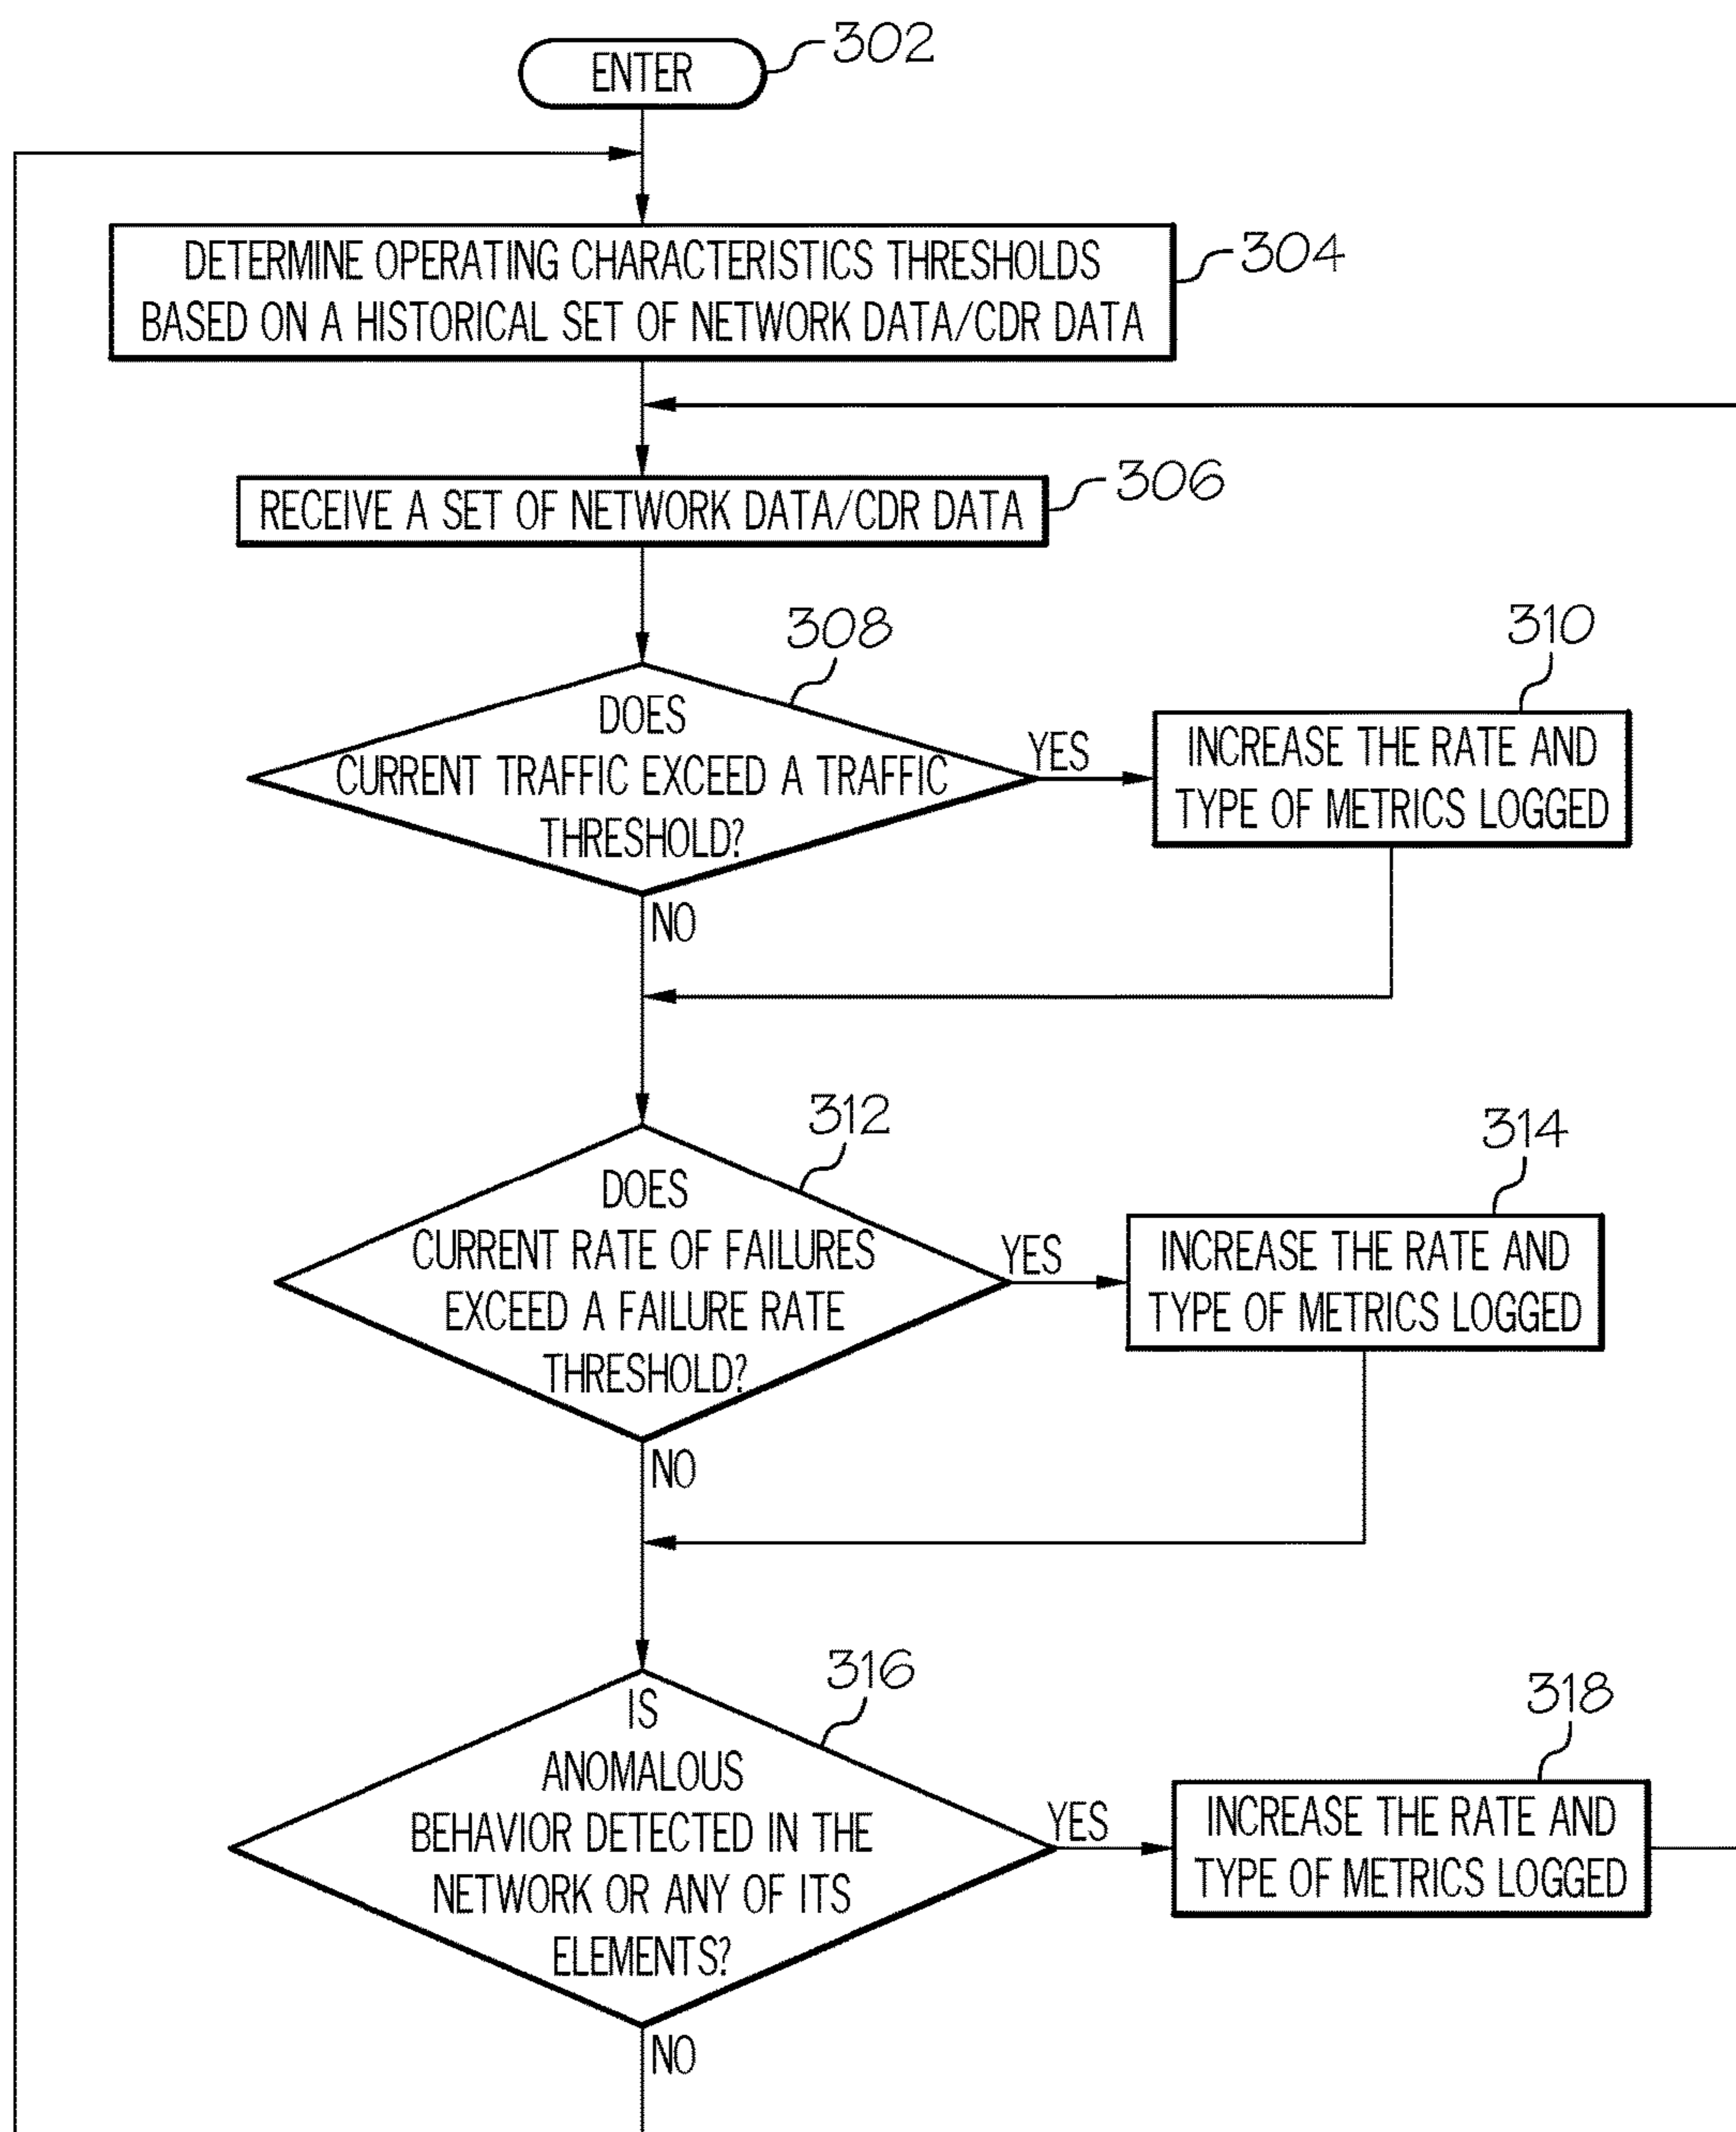 302
ENTER
304
DETERMINE OPERATING CHARACTERISTICS THRESHOLDS
BASED ON A HISTORICAL SET OF NETWORK DATA/CDR DATA
306
RECEIVE A SET OF NETWORK DATA/CDR DATA
308
DOES
CURRENT TRAFFIC EXCEED A TRAFFIC
THRESHOLD?
YES
310
INCREASE THE RATE AND
TYPE OF METRICS LOGGED
NO
312
DOES
CURRENT RATE OF FAILURES
EXCEED A FAILURE RATE
THRESHOLD?
YES
314
INCREASE THE RATE AND
TYPE OF METRICS LOGGED
NO
316
IS
ANOMALOUS
BEHAVIOR DETECTED IN THE
NETWORK OR ANY OF ITS
ELEMENTS?
YES
318
INCREASE THE RATE AND
TYPE OF METRICS LOGGED
NO